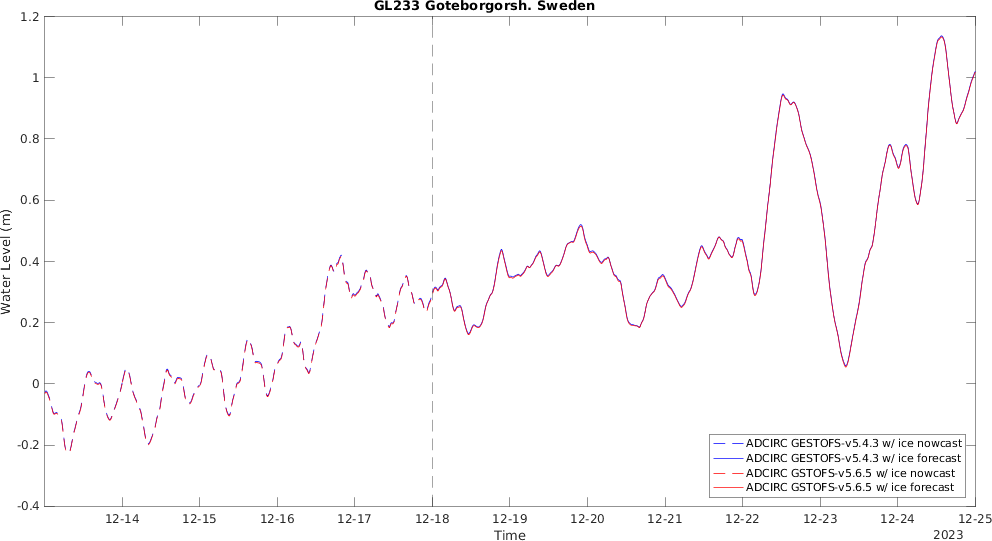 GL233 Goteborgorsh. Sweden
1.2
1
0.8
0.6
0.4
0.2
0
-0.2
-0.4
Water Level (m)
ADCIRC GESTOFS-v5.4.3 w/ ice nowcast
ADCIRC GESTOFS-v5.4.3 w/ ice forecast
ADCIRC GSTOFS-v5.6.5 w/ ice nowcast
ADCIRC GSTOFS-v5.6.5 w/ ice forecast
12-14 12-15 12-16 12-17 12-18 12-19 12-20 12-21 12-22 12-23 12-24 12-25
Time
2023